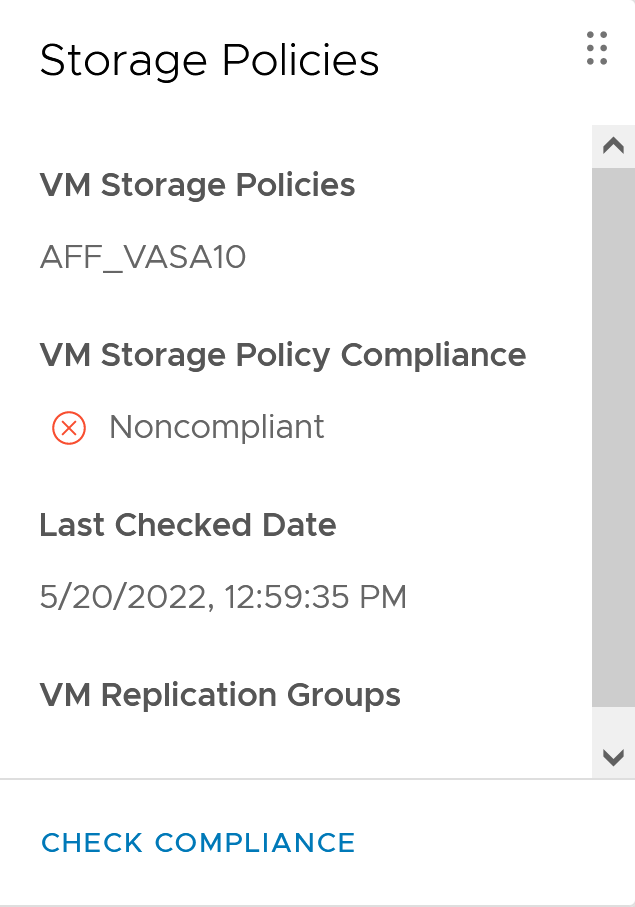 Storage Policies
VM Storage Policies
AFF_VASA10
VM Storage Policy Compliance
Noncompliant
Last Checked Date
5/20/2022, 12:59:35 PM
VM Replication Groups
CHECK COMPLIANCE